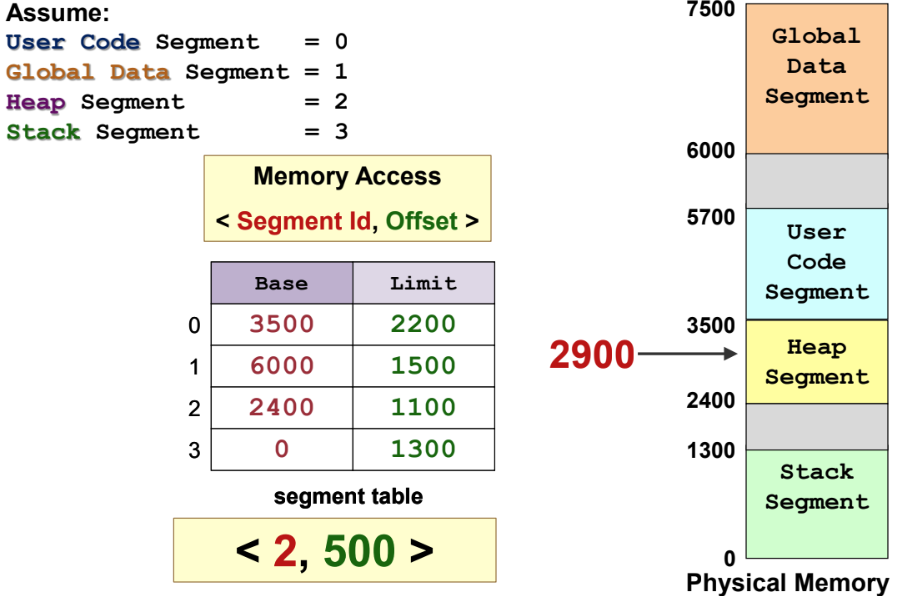 Assume:
User Code Segment = 0
Global Data Segment = 1
Heap Segment = 2
Stack Segment = 3
Memory Access
< Segment Id, Offset >
Base Limit
0 3500 2200
1 6000 1500
2 2400 1100
3 0 1300
segment table
< 2, 500 >
2900
7500
Global
Data
Segment
6000
5700
User
Code
Segment
3500
Heap
Segment
2400
1300
Stack
Segment
0
Physical Memory